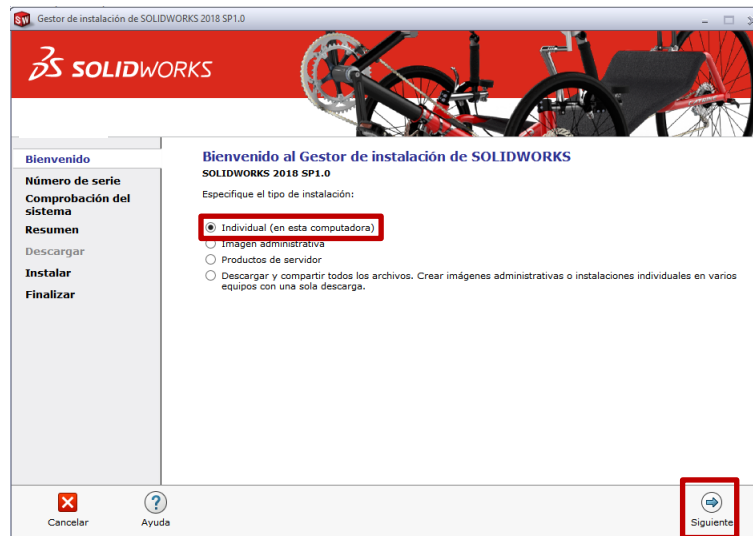 SW Gestor de instalación de SOLIDWORKS 2018 SP1.0
SOLIDWORKS
Bienvenido
Número de serie
Comprobación del
sistema
Resumen
Descargar
Instalar
Finalizar
Bienvenido al Gestor de instalación de SOLIDWORKS
SOLIDWORKS 2018 SP1.0
Especifique el tipo de instalación:
Individual (en esta computadora)
Imagen administrativa
Productos de servidor
Descargar y compartir todos los archivos. Crear imágenes administrativas o instalaciones individuales en varios
equipos con una sola descarga.
Cancelar
? Ayuda
Siguiente